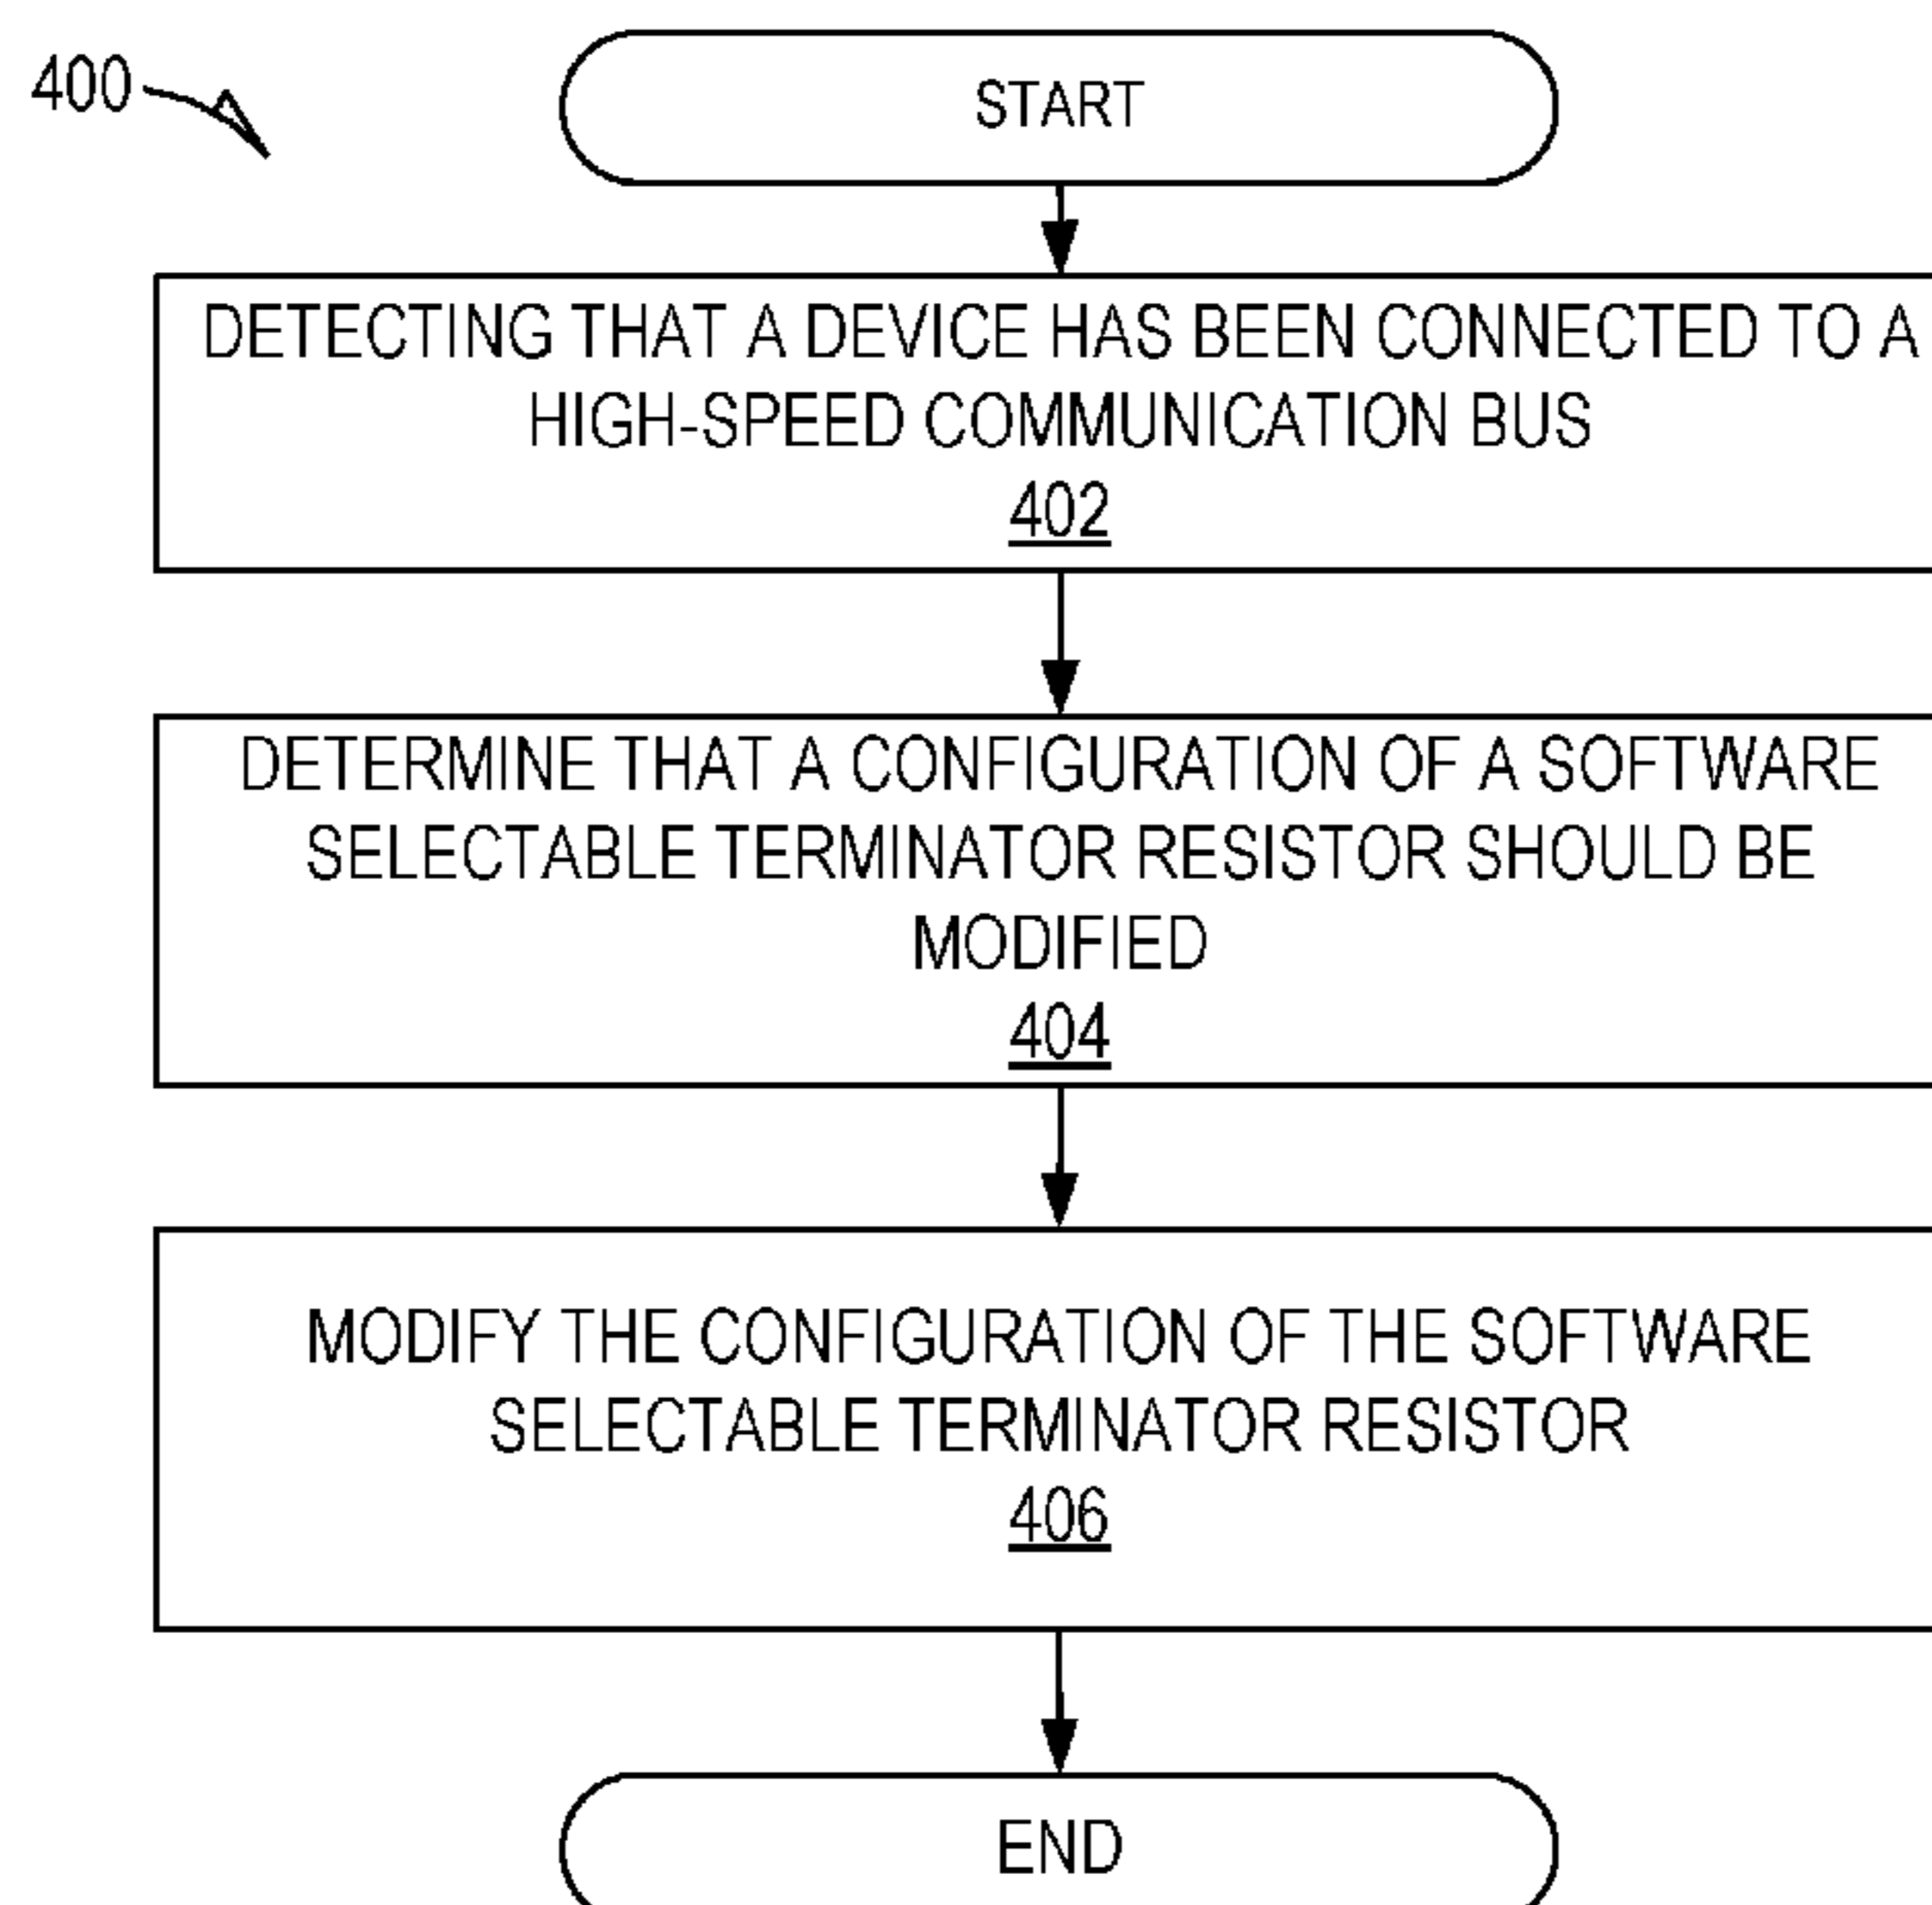 400
START
DETECTING THAT A DEVICE HAS BEEN CONNECTED TO A
HIGH-SPEED COMMUNICATION BUS
402
DETERMINE THAT A CONFIGURATION OF A SOFTWARE
SELECTABLE TERMINATOR RESISTOR SHOULD BE
MODIFIED
404
MODIFY THE CONFIGURATION OF THE SOFTWARE
SELECTABLE TERMINATOR RESISTOR
406
END